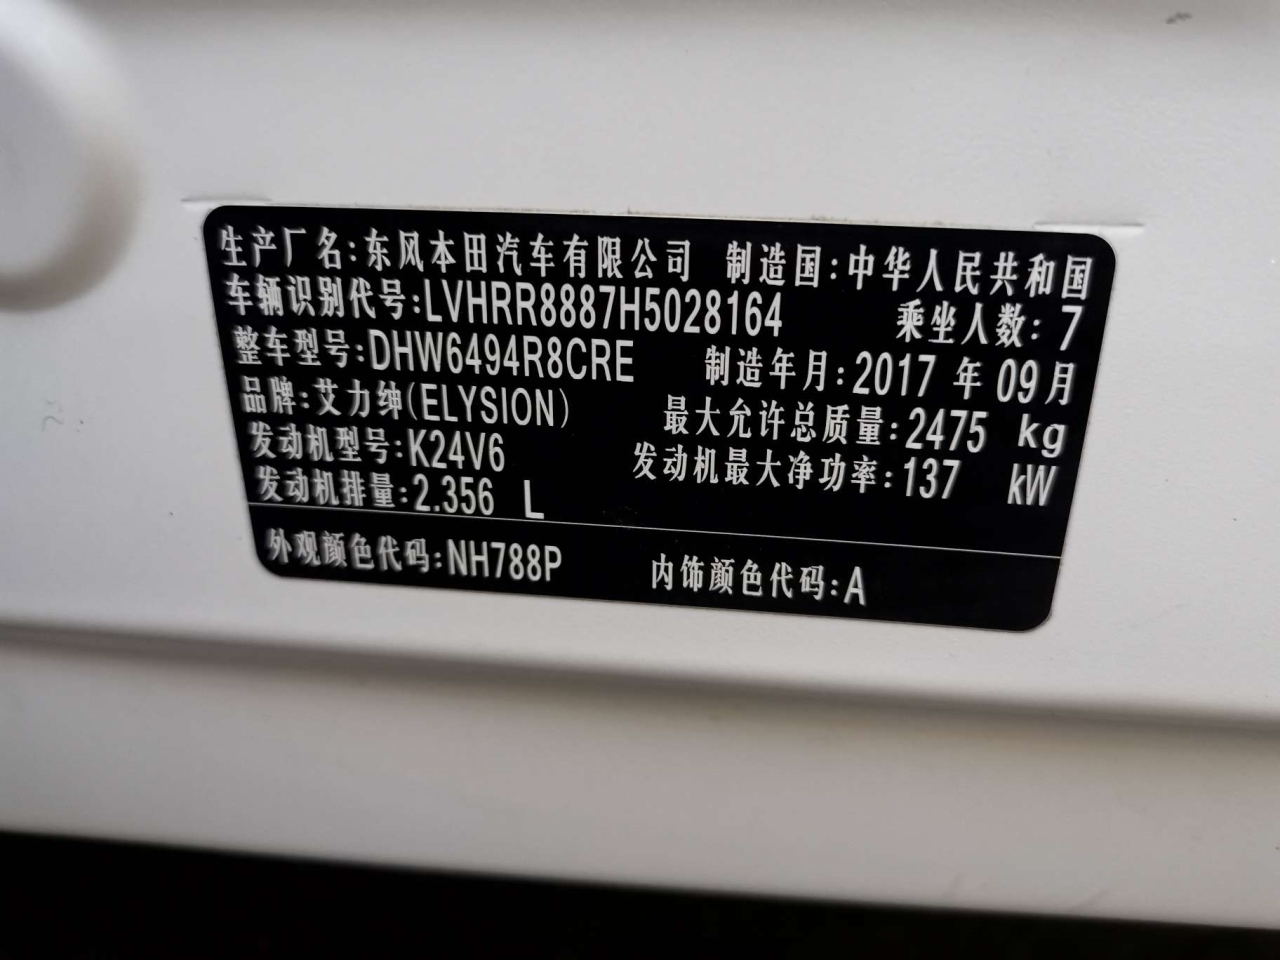 生产厂名:东风本田汽车有限公司 制造国:中华人民共和国
车辆识别代号:LVHRR8887H5028164 乘坐人数:7
整车型号:DHW6494R8CRE 制造年月:2017 年 09月
品牌:艾力绅(ELYSION) 最大允许总质量:2475 kg
发动机型号:K24V6 发动机最大净功率:137 kW
发动机排量:2.356 L
外观颜色代码:NH788P 内饰颜色代码:A